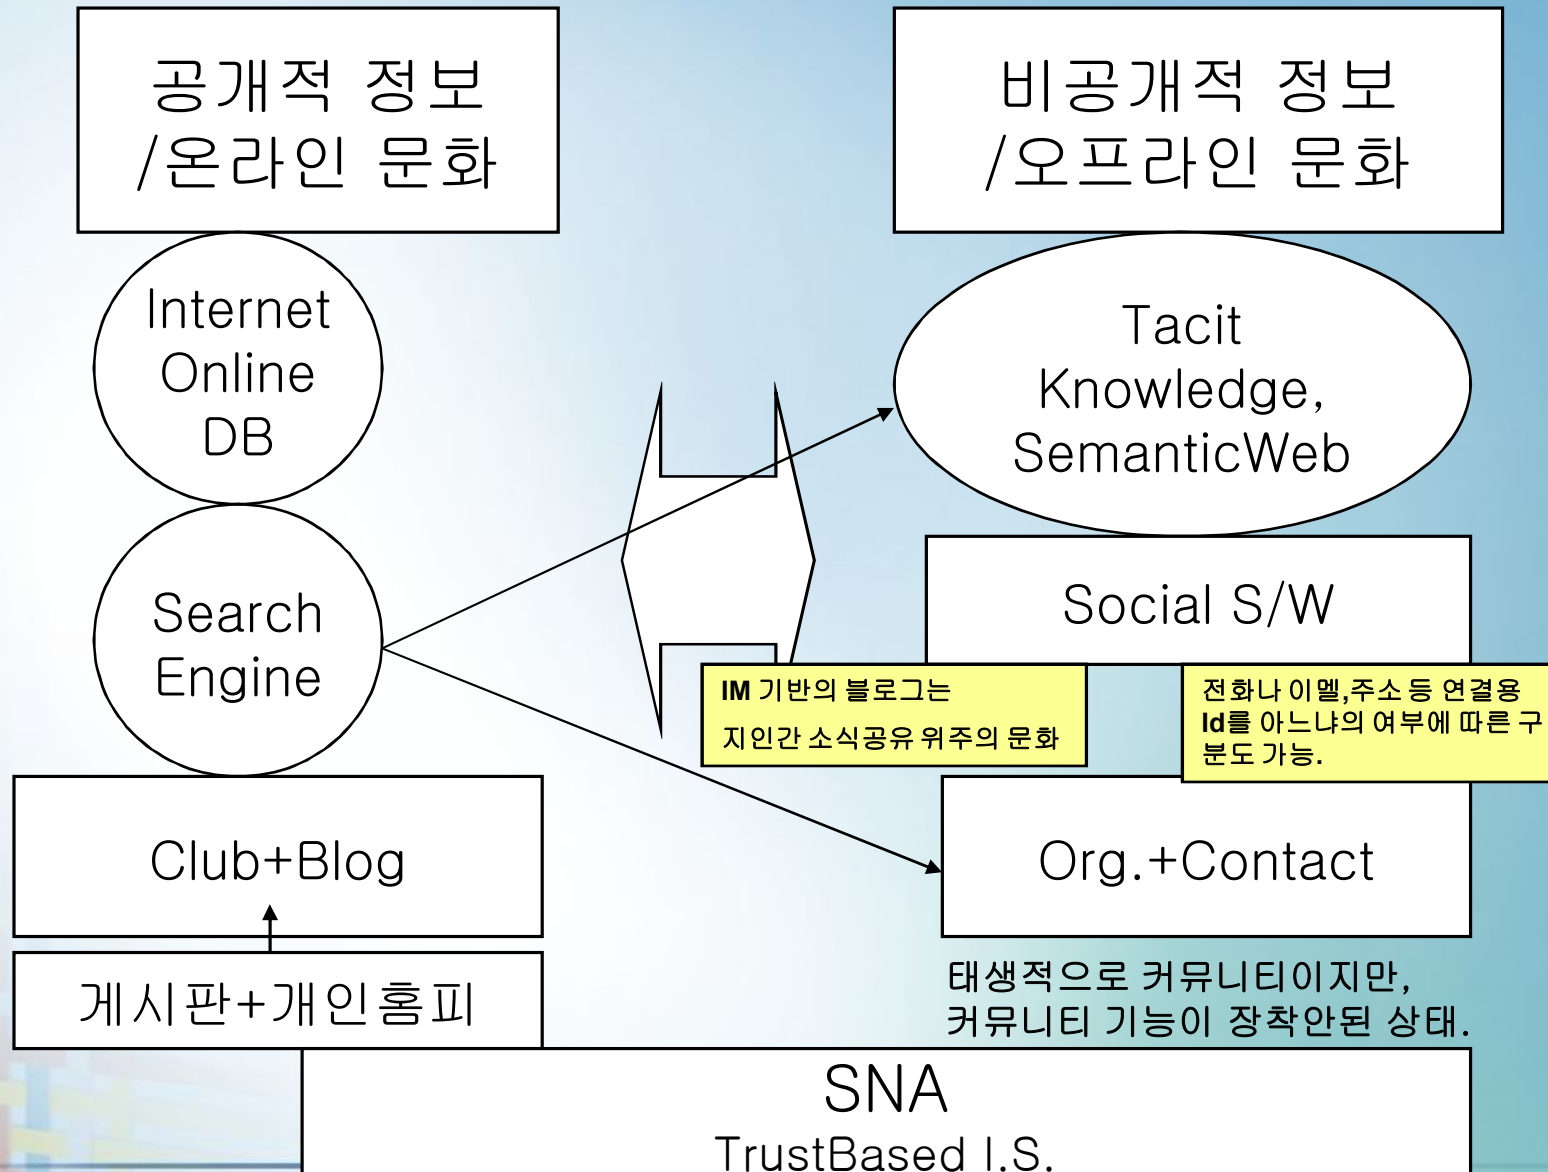 공개적 정보
/온라인 문화
Internet
Online
DB
Search
Engine
Club+Blog
게시판+개인홈피
비공개적 정보
/오프라인 문화
Tacit
Knowledge,
SemanticWeb
Social S/W
IM 기반의 블로그는
지인간 소식공유 위주의 문화
전화나 이멜,주소 등 연결용
Id를 아느냐의 여부에 따른 구
분도 가능.
Org.+Contact
태생적으로 커뮤니티이지만,
커뮤니티 기능이 장착안된 상태.
SNA
TrustBased I.S.